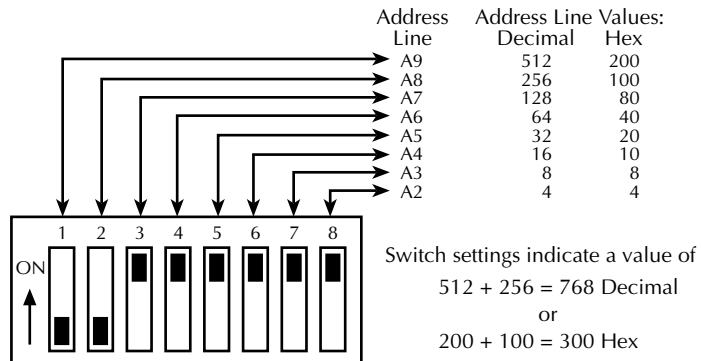 Address Address Line Values:
Line Decimal Hex
A9 512 200
A8 256 100
A7 128 80
A6 64 40
A5 32 20
A4 16 10
A3 8 8
A2 4 4
1 2 3 4 5 6 7 8
ON
Switch settings indicate a value of
512 + 256 = 768 Decimal
or
200 + 100 = 300 Hex